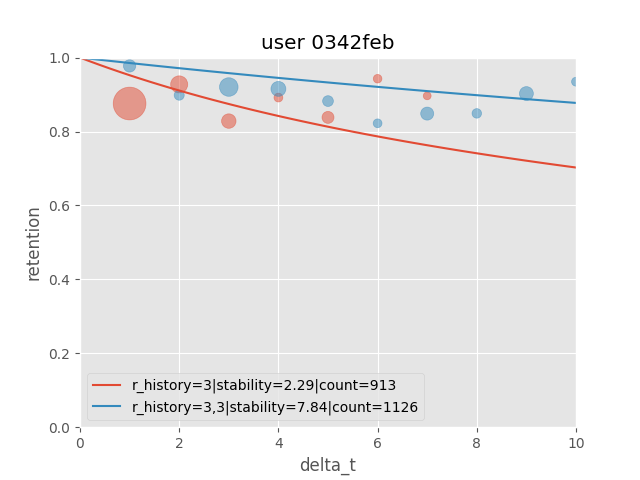 user 0342feb
1.0
0.8
0.6
0.4
0.2
0.0
retention
r_history=3|stability=2.29|count=913
r_history=3,3|stability=7.84|count=1126
0 2 4 6 8 10
delta_t